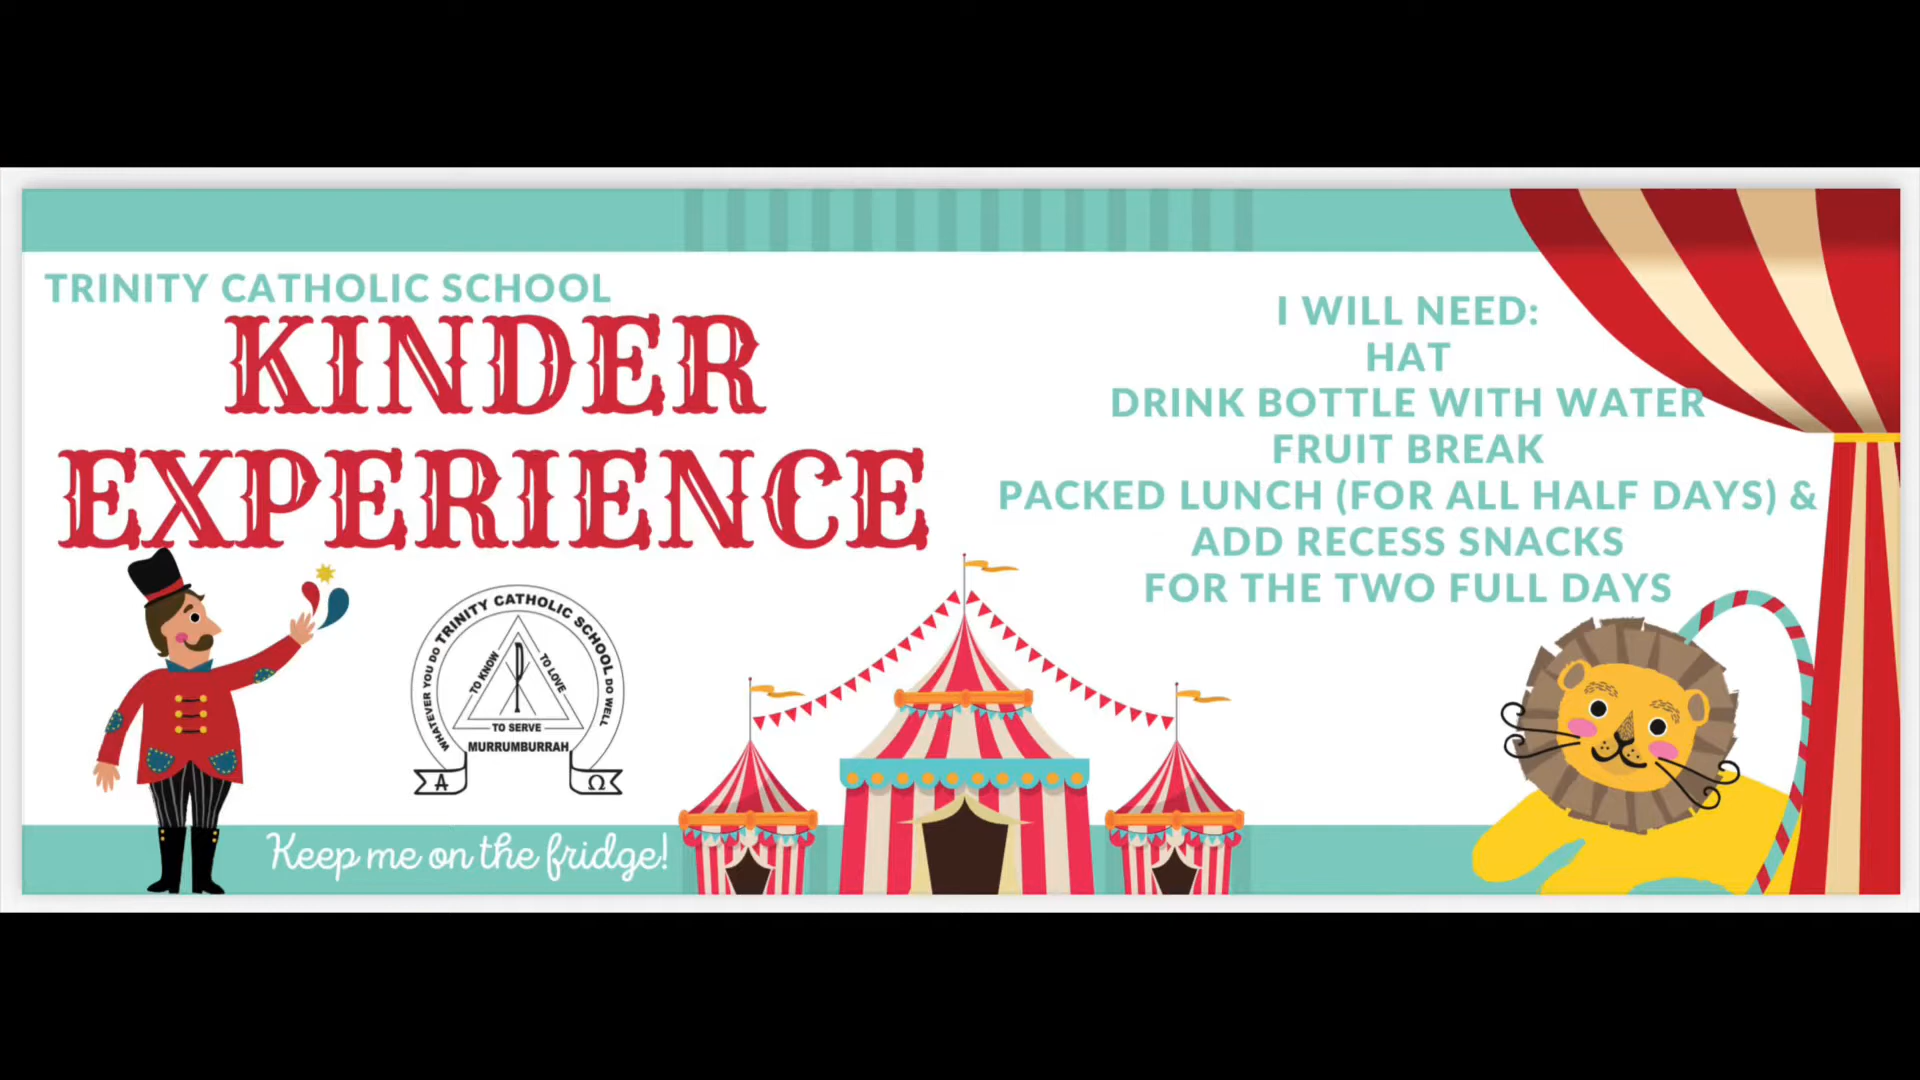 TRINITY CATHOLIC SCHOOL
KINDER
EXPERIENCE
I WILL NEED:
HAT
DRINK BOTTLE WITH WATER
FRUIT BREAK
PACKED LUNCH (FOR ALL HALF DAYS) &
ADD RECESS SNACKS
FOR THE TWO FULL DAYS
WHATEVER YOU DO TRINITY CATHOLIC SCHOOL DO WELL
TO KNOW
TO LOVE
TO SERVE
MURRUMBURRAH
A Ω
Keep me on the fridge!